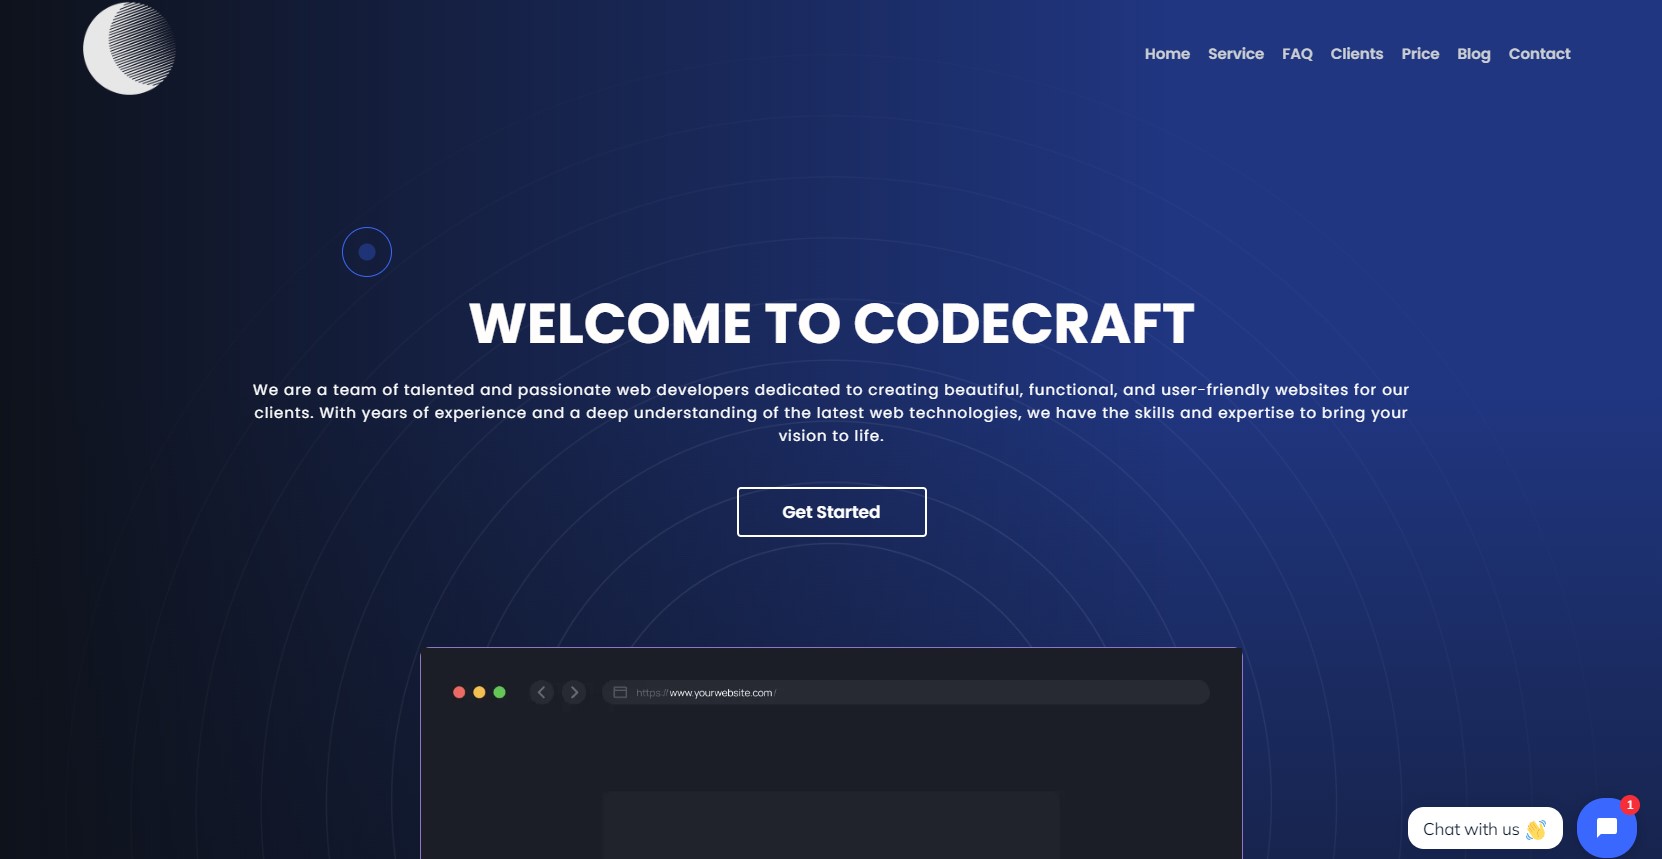 Home Service FAQ Clients Price Blog Contact
WELCOME TO CODECRAFT
We are a team of talented and passionate web developers dedicated to creating beautiful, functional, and user-friendly websites for our
clients. With years of experience and a deep understanding of the latest web technologies, we have the skills and expertise to bring your
vision to life.
Get Started
https://www.yourwebsite.com/
Chat with us 👋
1